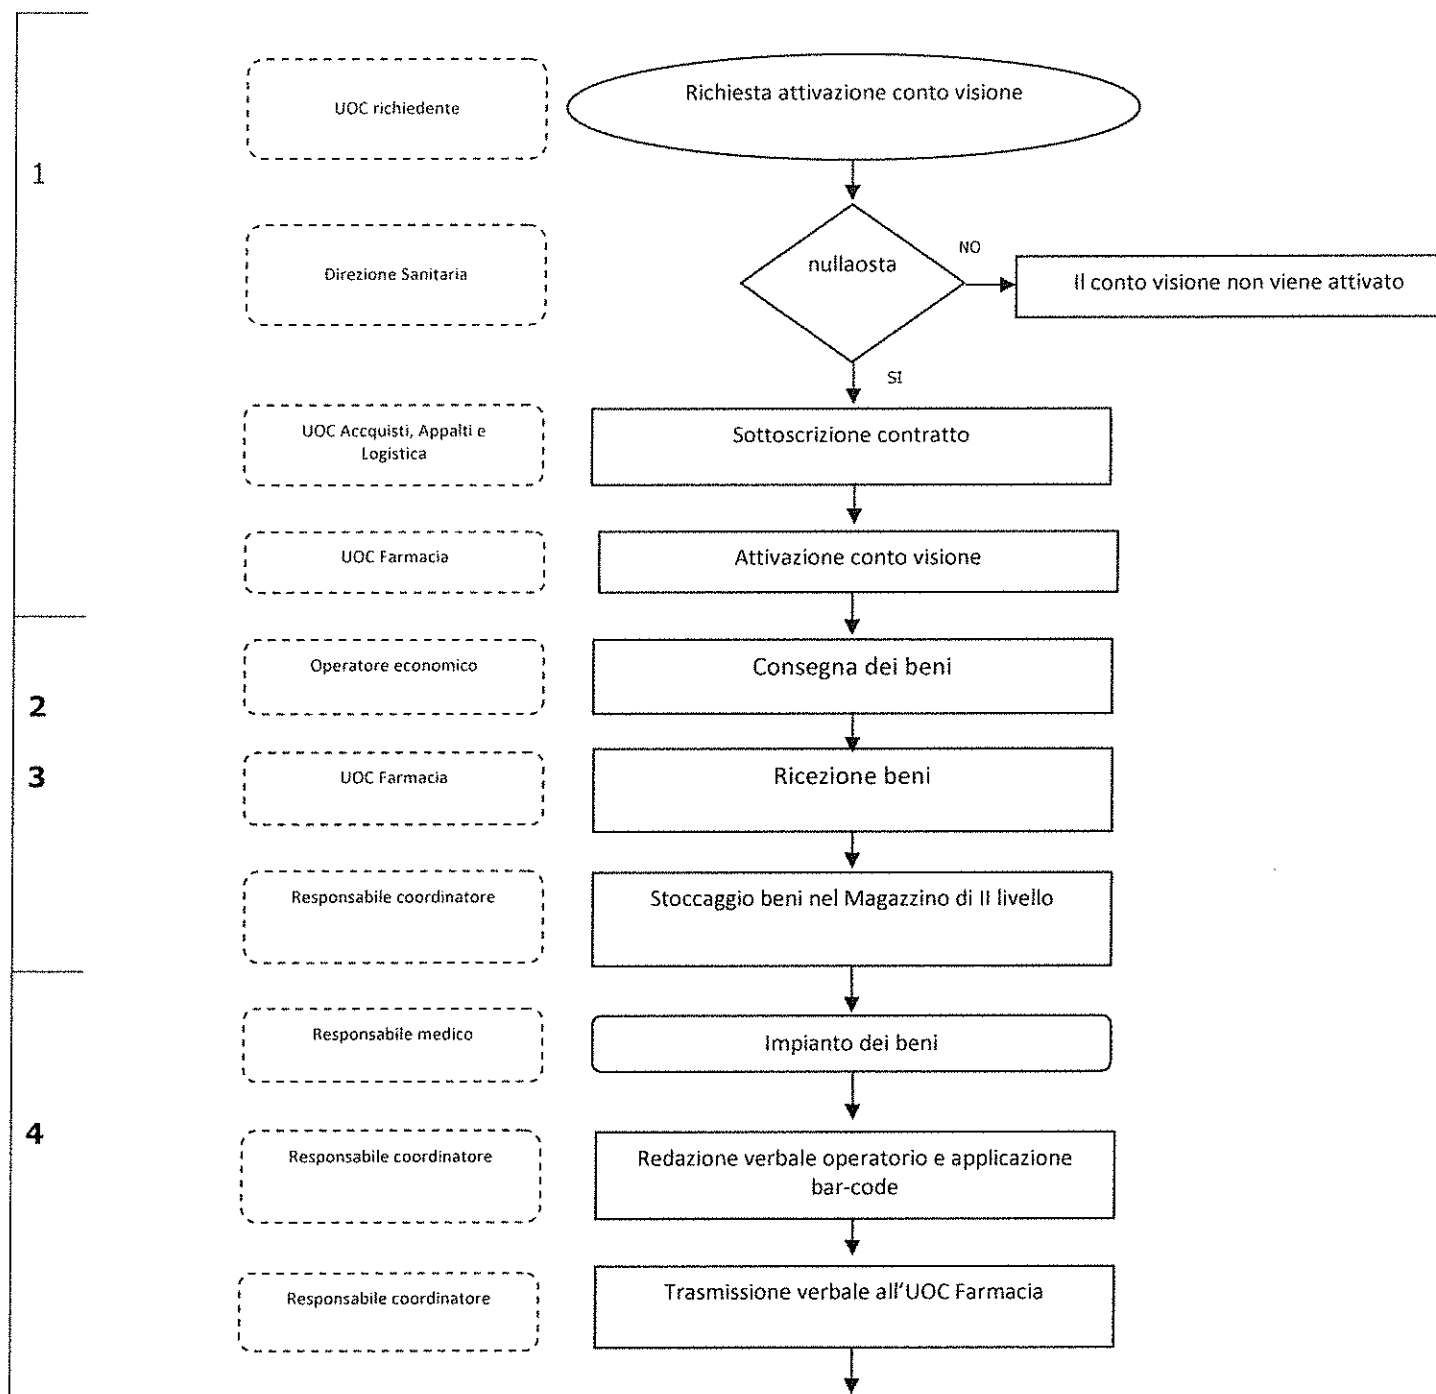 1
UOC richiedente
Richiesta attivazione conto visione
Direzione Sanitaria
nullaosta
NO
Il conto visione non viene attivato
SI
UOC Accquisti, Appalti e
Logistica
Sottoscrizione contratto
UOC Farmacia
Attivazione conto visione
2
Operatore economico
Consegna dei beni
3
UOC Farmacia
Ricezione beni
Responsabile coordinatore
Stoccaggio beni nel Magazzino di II livello
Responsabile medico
Impianto dei beni
4
Responsabile coordinatore
Redazione verbale operatorio e applicazione
bar-code
Responsabile coordinatore
Trasmissione verbale all'UOC Farmacia